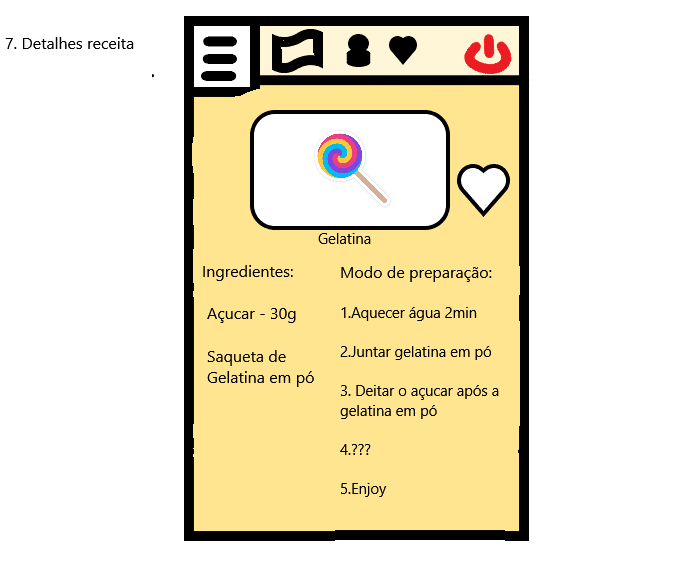 7. Detalhes receita
Gelatina
Ingredientes:
Açucar - 30g
Saqueta de
Gelatina em pó
Modo de preparação:
1.Aquecer água 2min
2.Juntar gelatina em pó
3. Deitar o açucar após a
gelatina em pó
4.???
5.Enjoy